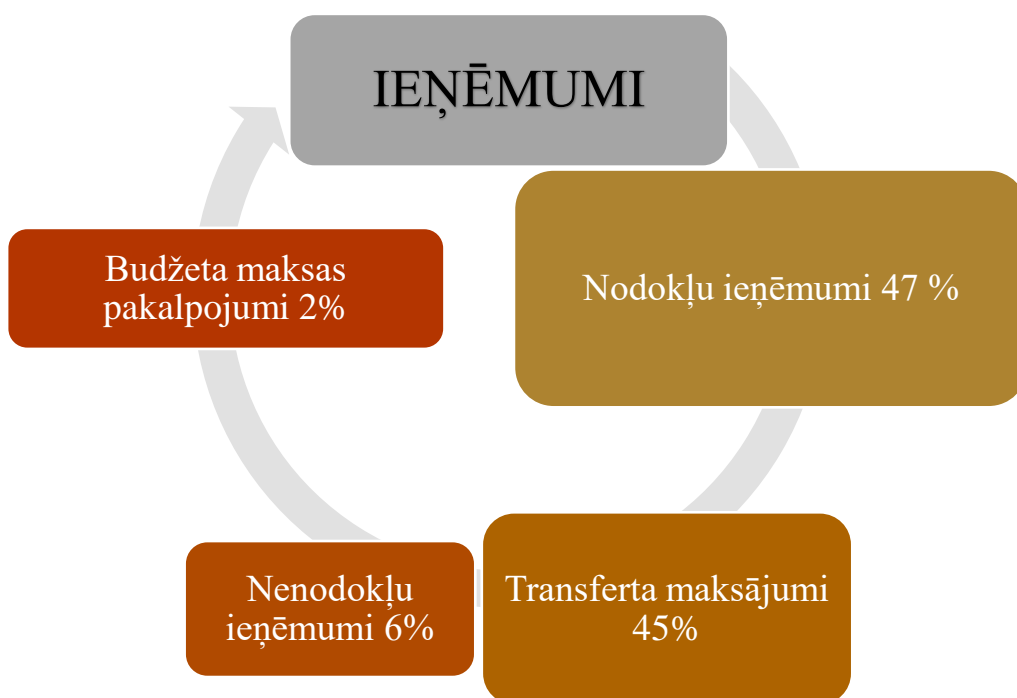 IEŅĒMUMI
Nodokļu ieņēmumi 47 %
Transferta maksājumi
45%
Nenodokļu
ieņēmumi 6%
Budžeta maksas
pakalpojumi 2%